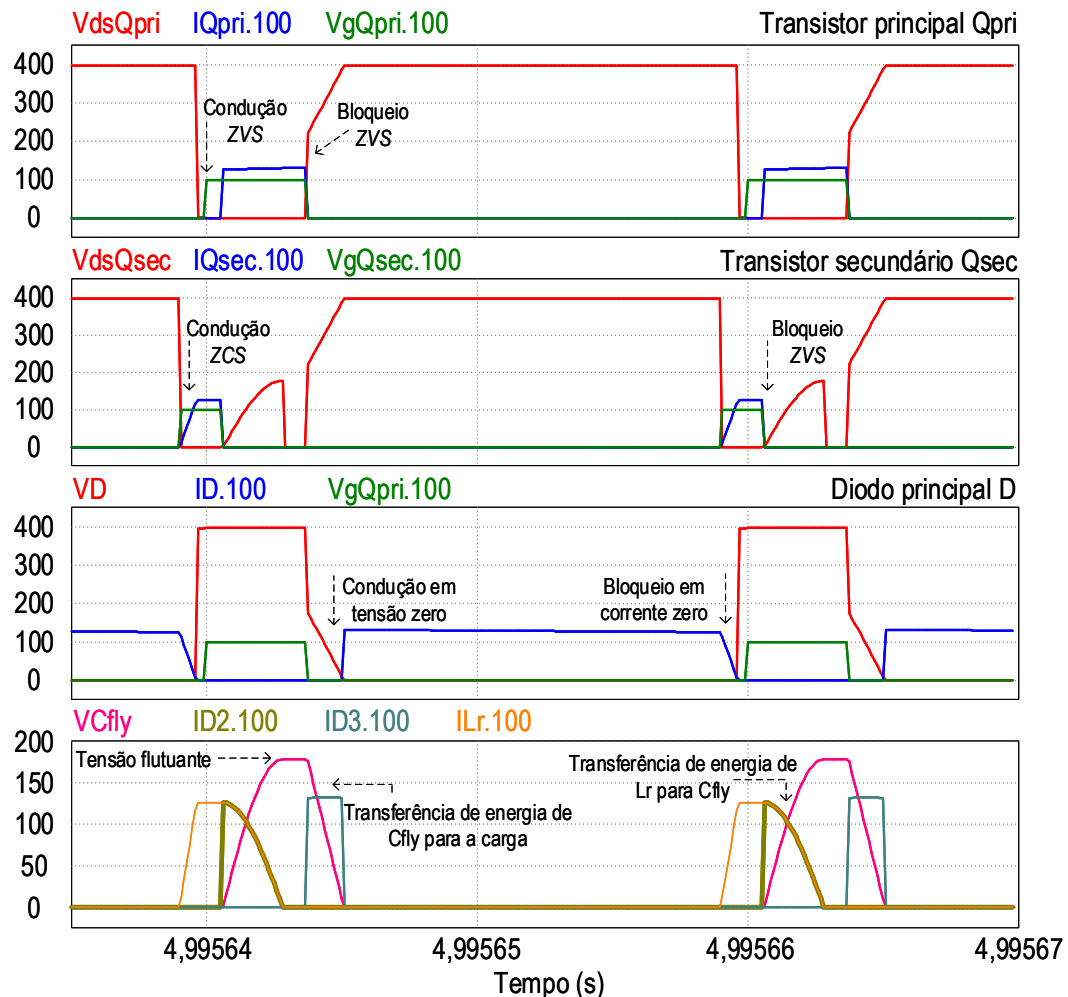 VdsQpri IQpri.100 VgQpri.100 Transistor principal Qpri
400
300
200
100
0
Condução
ZVS
Bloqueio
ZVS
VdsQsec IQsec.100 VgQsec.100 Transistor secundário Qsec
400
300
200
100
0
Condução
ZCS
Bloqueio
ZVS
VD ID.100 VgQpri.100 Diodo principal D
400
300
200
100
0
Condução em
tensão zero
Bloqueio em
corrente zero
VCfly ID2.100 ID3.100 ILr.100
200
150
100
50
0
Tensão flutuante
Transferência de energia de
Cfly para a carga
Transferência de energia de
Lr para Cfly
4,99564 4,99565 4,99566 4,99567
Tempo (s)